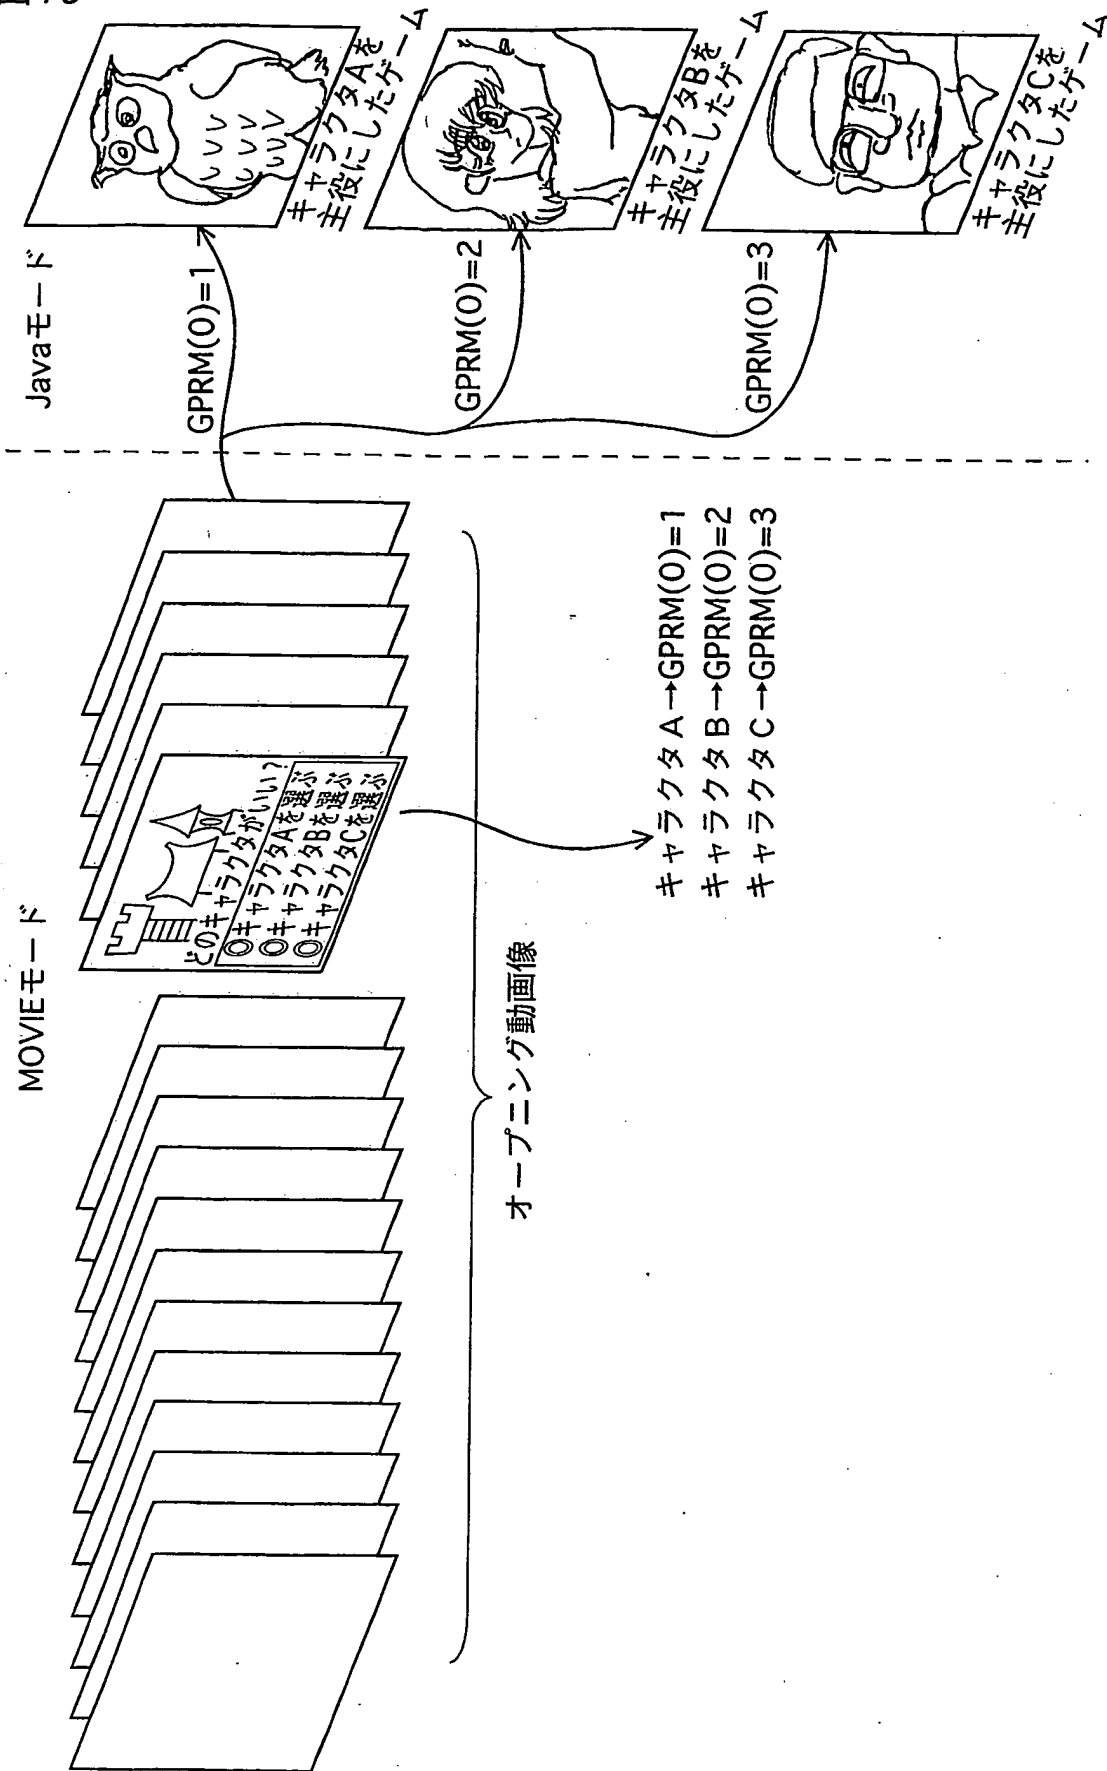 MOVIEモード
どのキャラクタがいい?
◎キャラクタAを選ぶ
◎キャラクタBを選ぶ
◎キャラクタCを選ぶ
オープニング動画像
キャラクタA→GPRM(0)=1
キャラクタB→GPRM(0)=2
キャラクタC→GPRM(0)=3
Javaモード
GPRM(0)=1
キャラクタAを
主役にしたゲーム
GPRM(0)=2
キャラクタBを
主役にしたゲーム
GPRM(0)=3
キャラクタCを
主役にしたゲーム